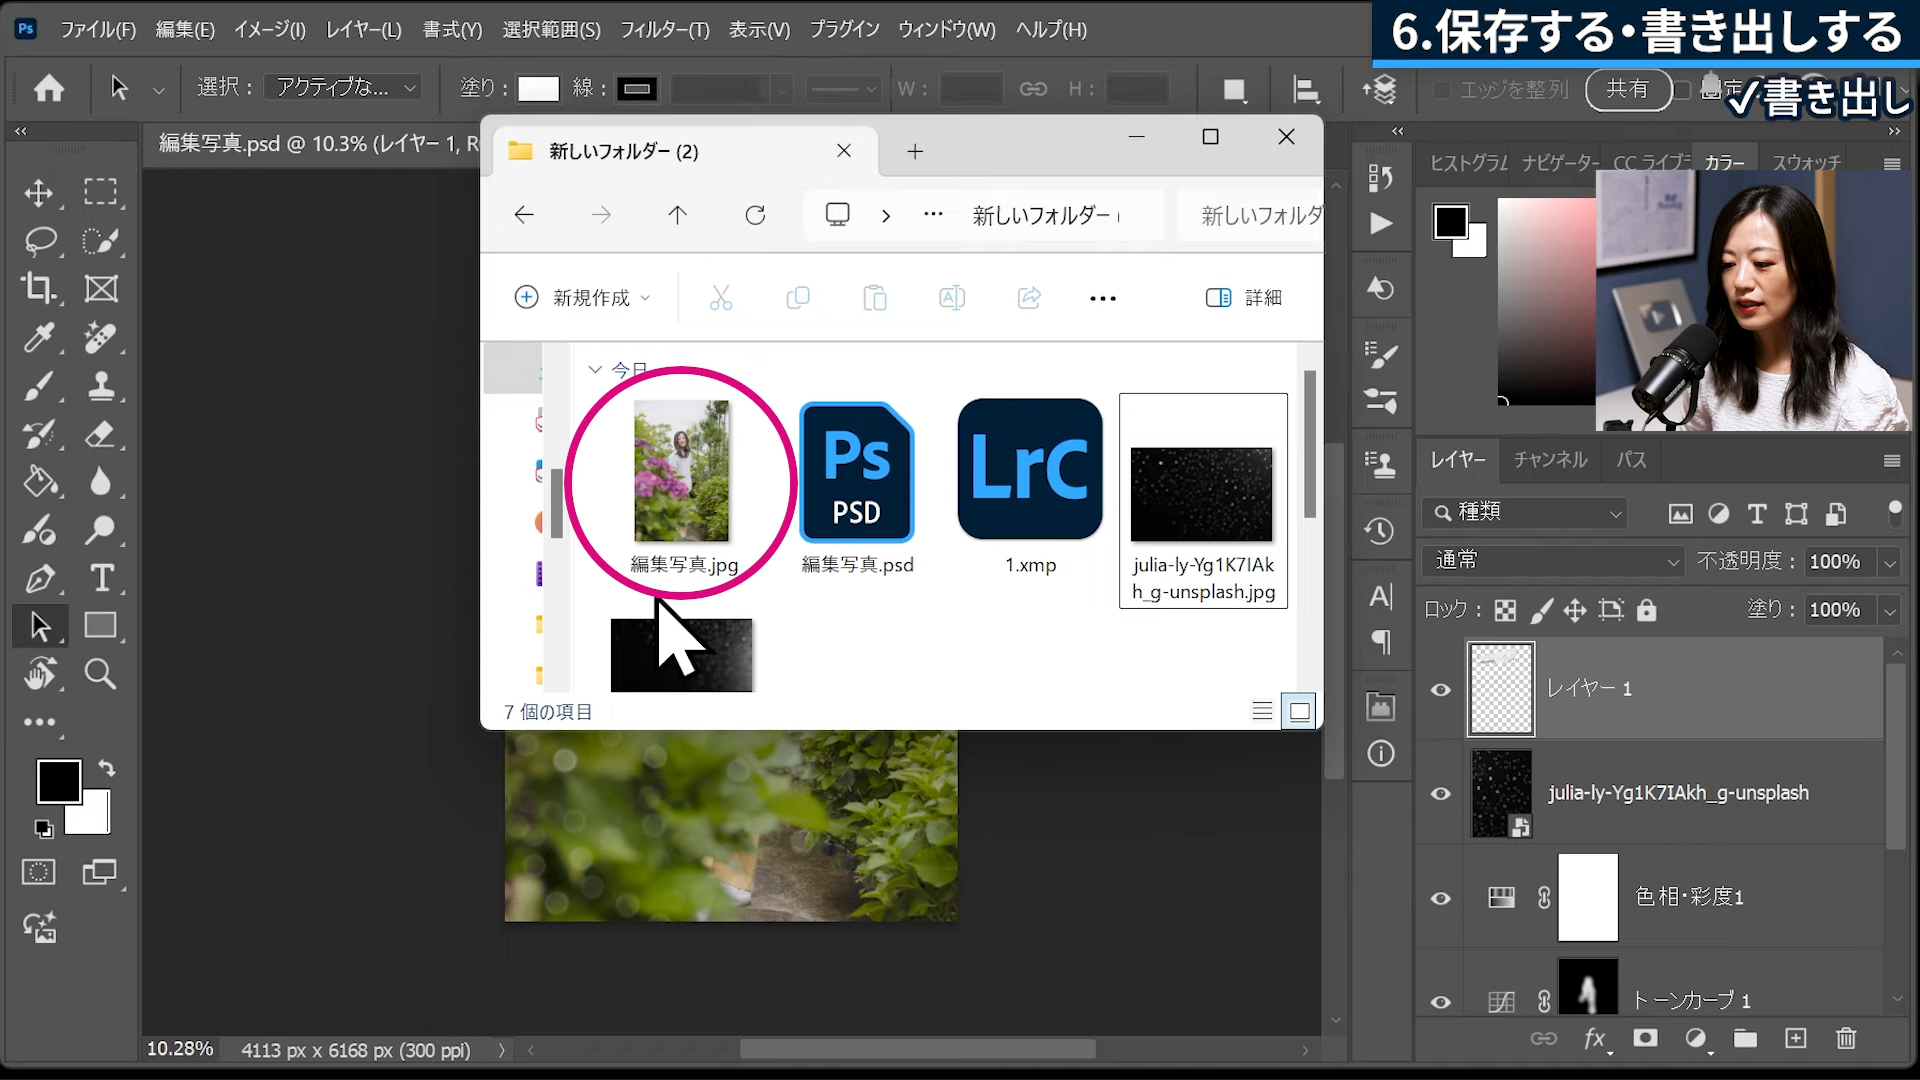 Ps ファイル(F) 編集(E) イメージ(I) レイヤー(L) 書式(Y) 選択範囲(S) フィルター(T) 表示(V) プラグイン ウィンドウ(W) ヘルプ(H)
6.保存する・書き出しする
✓書き出し
選択： アクティブな... 塗り： 線： W： H： エッジを整列 共有
編集写真.psd @ 10.3% (レイヤー 1,
新しいフォルダー (2)
新しいフォルダー
新しいフォルダ
新規作成
詳細
今日
Ps
PSD
LrC
編集写真.jpg
編集写真.psd
1.xmp
julia-ly-Yg1K7IAk
h_g-unsplash.jpg
7 個の項目
ヒストグラム ナビゲーター CC ライブラ カラー スウォッチ
レイヤー チャンネル パス
種類
通常 不透明度： 100%
ロック： 塗り： 100%
レイヤー 1
julia-ly-Yg1K7IAkh_g-unsplash
色相・彩度1
トーンカーブ 1
fx
10.28% 4113 px x 6168 px (300 ppi)